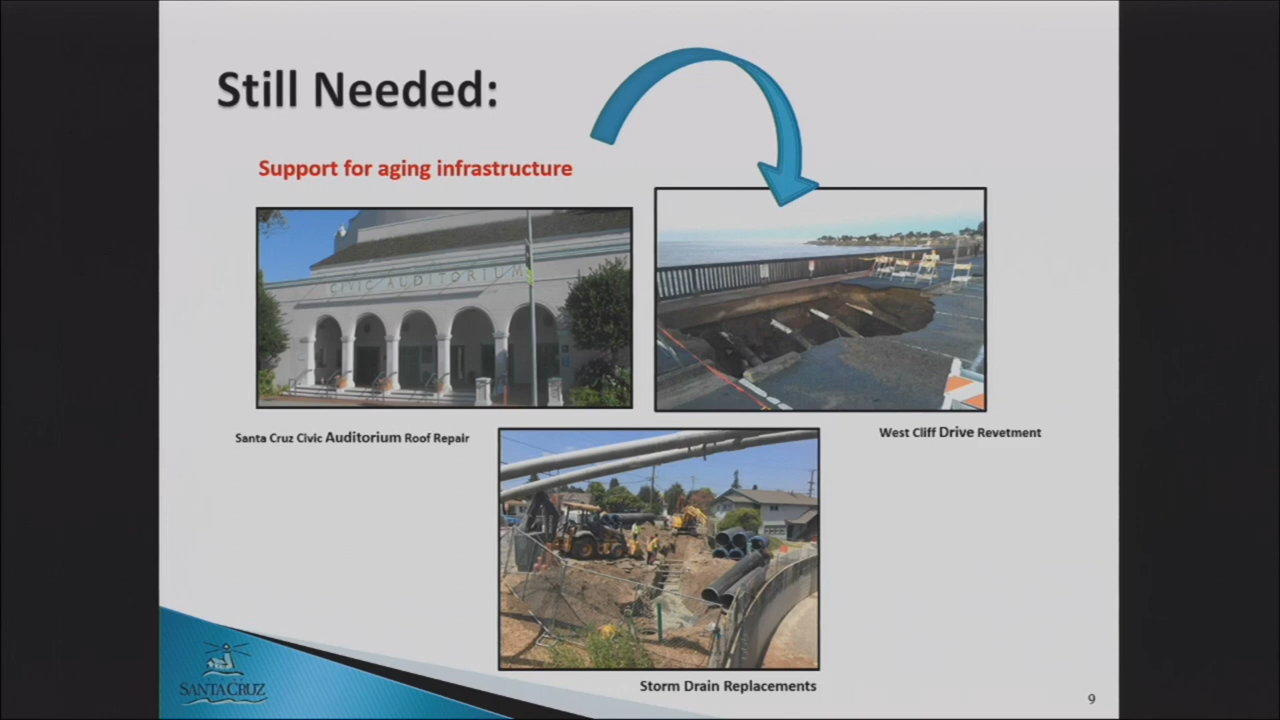 Still Needed:
Support for aging infrastructure
CIVIC AUDITORIUM
Santa Cruz Civic Auditorium Roof Repair
West Cliff Drive Revetment
Storm Drain Replacements
SANTA CRUZ
9